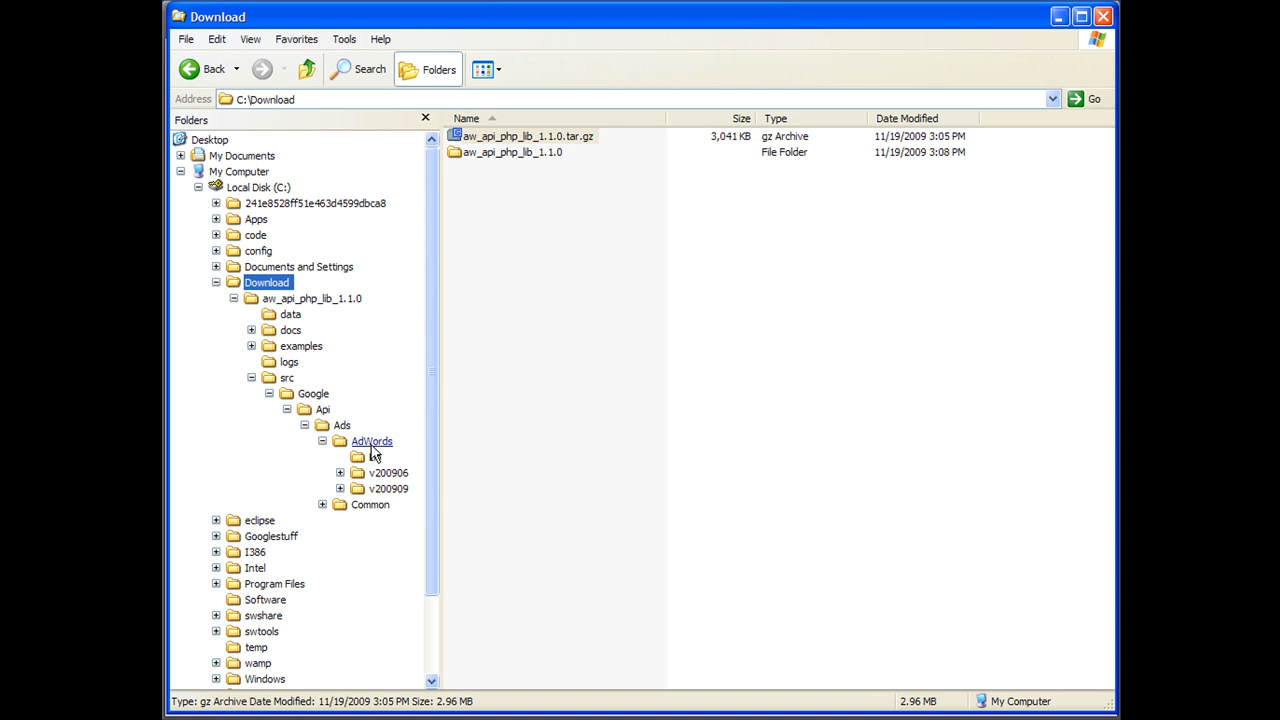 Download
File Edit View Favorites Tools Help
Back Search Folders
Address C:\Download Go
Folders
Name Size Type Date Modified
aw_api_php_lib_1.1.0.tar.gz 3,041 KB gz Archive 11/19/2009 3:05 PM
aw_api_php_lib_1.1.0 File Folder 11/19/2009 3:08 PM
Desktop
My Documents
My Computer
Local Disk (C:)
241e8528ff51e463d4599dbca8
Apps
code
config
Documents and Settings
Download
aw_api_php_lib_1.1.0
data
docs
examples
logs
src
Google
Api
Ads
AdWords
v200906
v200909
Common
eclipse
Googlestuff
I386
Intel
Program Files
Software
swshare
swtools
temp
wamp
Windows
Type: gz Archive Date Modified: 11/19/2009 3:05 PM Size: 2.96 MB 2.96 MB My Computer